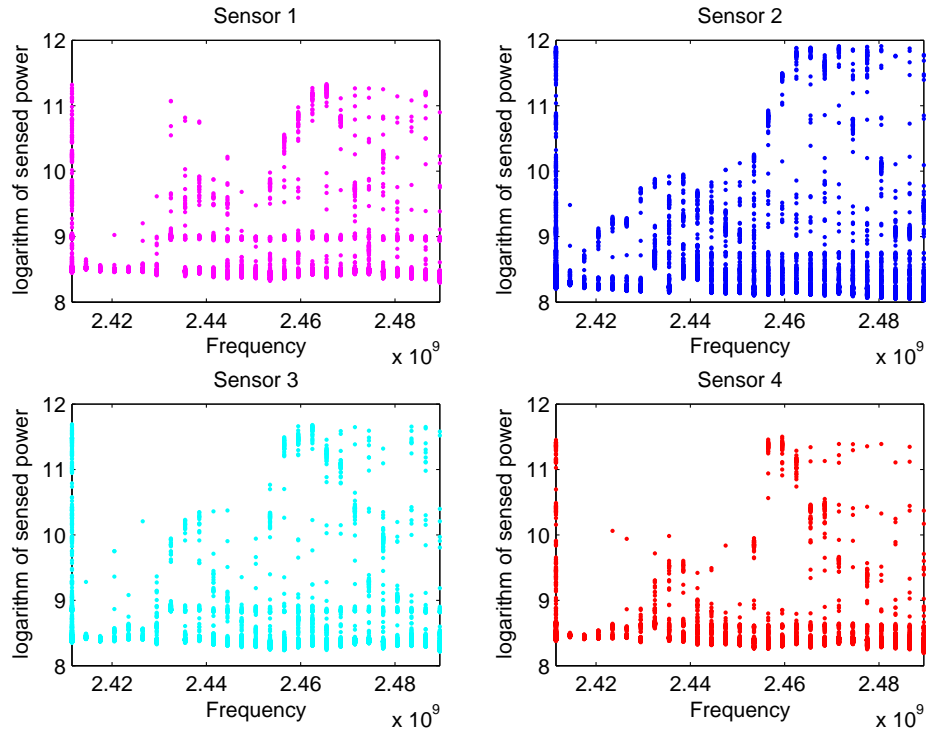 Sensor 1
12
11
10
9
8
logarithm of sensed power
2.42 2.44 2.46 2.48
Frequency
x 10^9
Sensor 2
12
11
10
9
8
logarithm of sensed power
2.42 2.44 2.46 2.48
Frequency
x 10^9
Sensor 3
12
11
10
9
8
logarithm of sensed power
2.42 2.44 2.46 2.48
Frequency
x 10^9
Sensor 4
12
11
10
9
8
logarithm of sensed power
2.42 2.44 2.46 2.48
Frequency
x 10^9